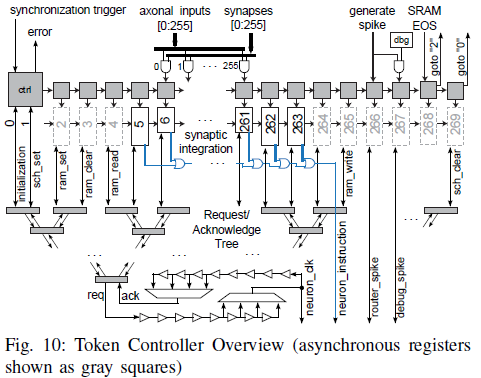 synchronization trigger
axonal inputs
[0:255]
synapses
[0:255]
generate
spike
SRAM
EOS
error
dbg
goto "2"
goto "0"
0 1 ... 255
ctrl
0 1 2 3 4 5 6 261 262 263 264 265 266 267 268 269
synaptic
integration
initialization
sch_set
ram_set
ram_clear
ram_read
ram_write
sch_clear
Request/
Acknowledge
Tree
...
req
ack
neuron_clk
neuron_instruction
router_spike
debug_spike
Fig. 10: Token Controller Overview (asynchronous registers
shown as gray squares)